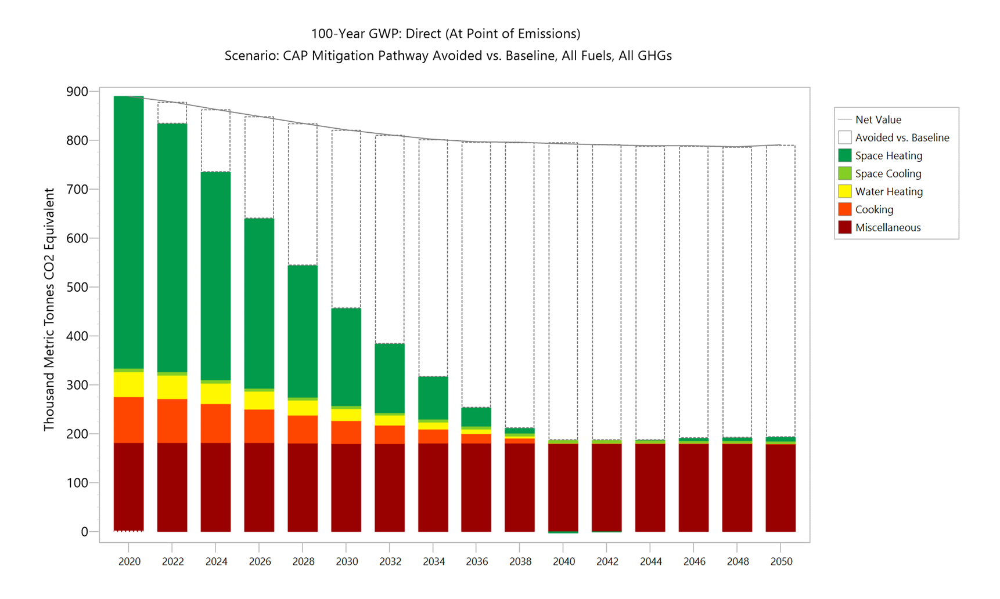 100-Year GWP: Direct (At Point of Emissions)
Scenario: CAP Mitigation Pathway Avoided vs. Baseline, All Fuels, All GHGs
Thousand Metric Tonnes CO2 Equivalent
900
800
700
600
500
400
300
200
100
0
2020 2022 2024 2026 2028 2030 2032 2034 2036 2038 2040 2042 2044 2046 2048 2050
Net Value
Avoided vs. Baseline
Space Heating
Space Cooling
Water Heating
Cooking
Miscellaneous